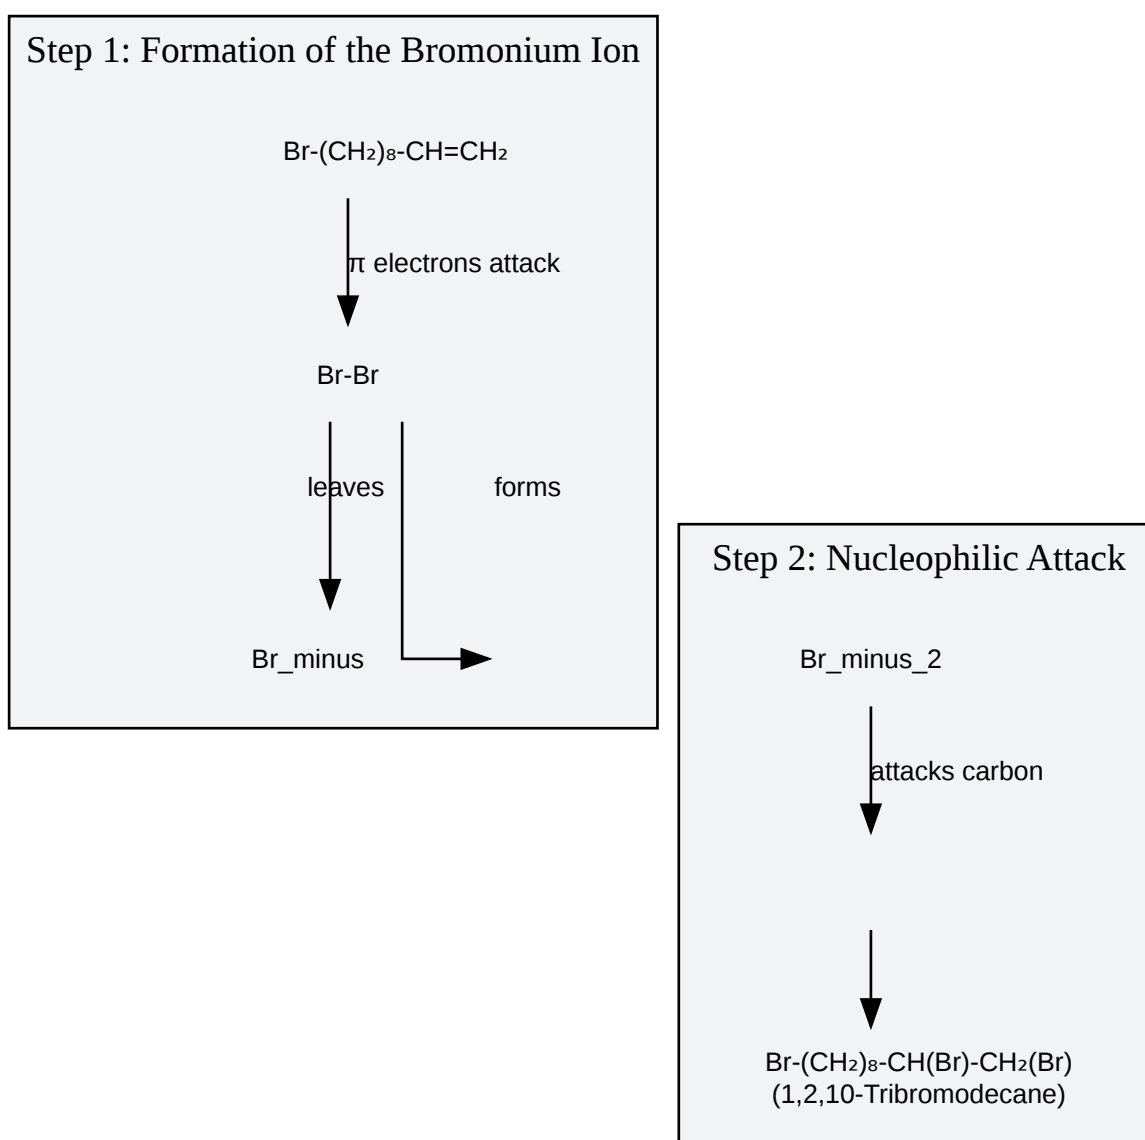 Step 1: Formation of the Bromonium Ion
Br-(CH₂)₈-CH=CH₂
π electrons attack
Br-Br
leaves
forms
Br_minus
Step 2: Nucleophilic Attack
Br_minus_2
attacks carbon
Br-(CH₂)₈-CH(Br)-CH₂(Br)
(1,2,10-Tribromodecane)